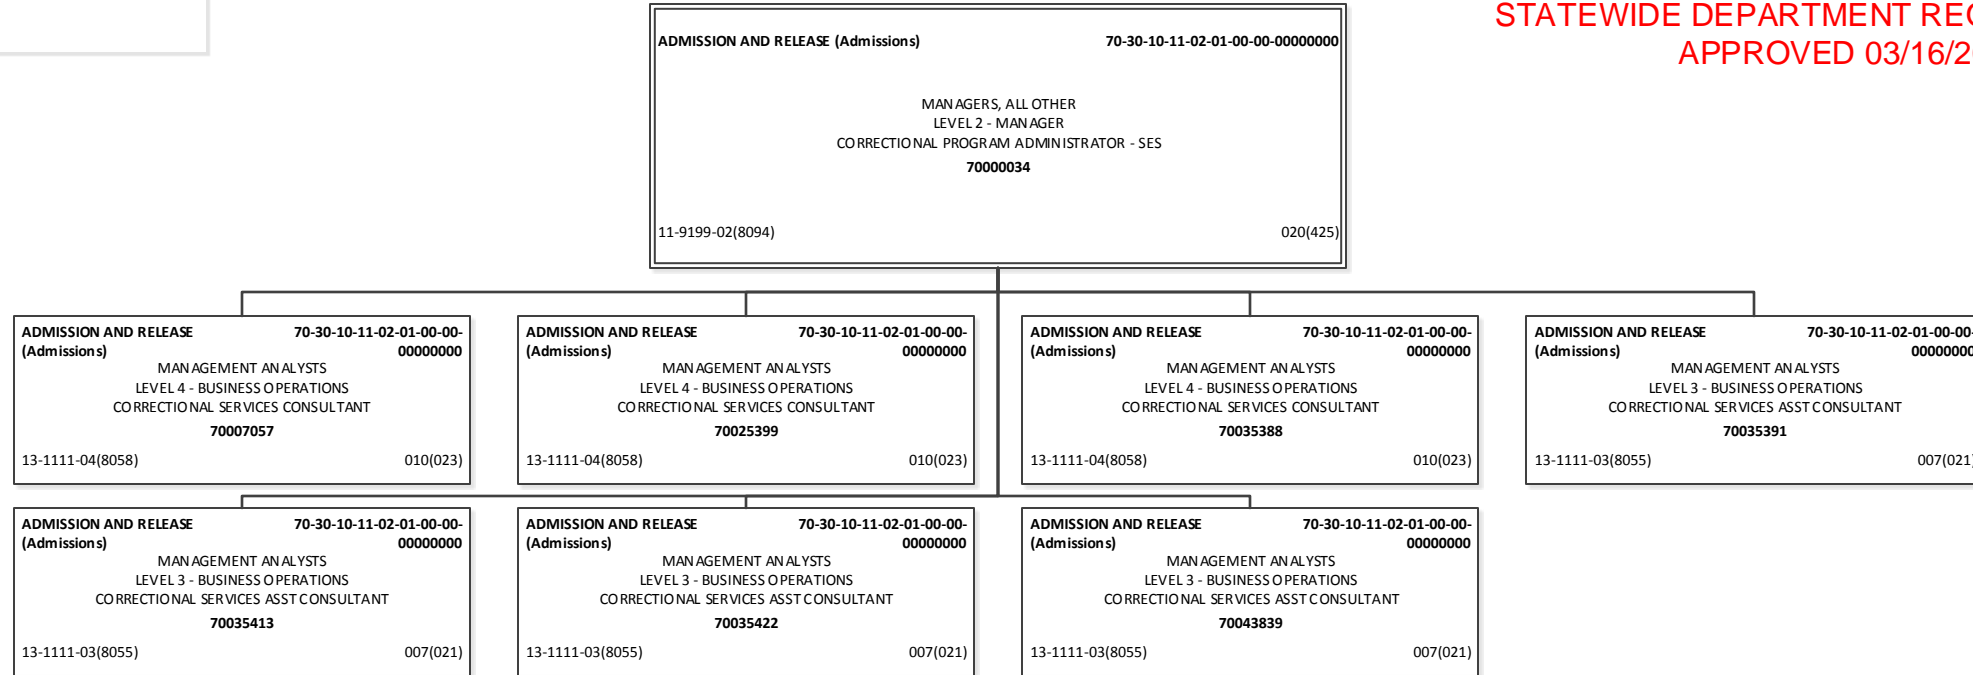 STATEWIDE DEPARTMENT
APPROVED 03/16/
ADMISSION AND RELEASE (Admissions) 70-30-10-11-02-01-00-00-00000000
MANAGERS, ALL OTHER
LEVEL 2 - MANAGER
CORRECTIONAL PROGRAM ADMINISTRATOR - SES
70000034
11-9199-02(8094) 020(425)
ADMISSION AND RELEASE 70-30-10-11-02-01-00-00-
(Admissions) 00000000
MANAGEMENT ANALYSTS
LEVEL 4 - BUSINESS OPERATIONS
CORRECTIONAL SERVICES CONSULTANT
70007057
13-1111-04(8058) 010(023)
ADMISSION AND RELEASE 70-30-10-11-02-01-00-00-
(Admissions) 00000000
MANAGEMENT ANALYSTS
LEVEL 4 - BUSINESS OPERATIONS
CORRECTIONAL SERVICES CONSULTANT
70025399
13-1111-04(8058) 010(023)
ADMISSION AND RELEASE 70-30-10-11-02-01-00-00-
(Admissions) 00000000
MANAGEMENT ANALYSTS
LEVEL 4 - BUSINESS OPERATIONS
CORRECTIONAL SERVICES CONSULTANT
70035388
13-1111-04(8058) 010(023)
ADMISSION AND RELEASE 70-30-10-11-02-01-00-00-
(Admissions) 00000000
MANAGEMENT ANALYSTS
LEVEL 3 - BUSINESS OPERATIONS
CORRECTIONAL SERVICES ASST CONSULTANT
70035391
13-1111-03(8055) 007(021)
ADMISSION AND RELEASE 70-30-10-11-02-01-00-00-
(Admissions) 00000000
MANAGEMENT ANALYSTS
LEVEL 3 - BUSINESS OPERATIONS
CORRECTIONAL SERVICES ASST CONSULTANT
70035413
13-1111-03(8055) 007(021)
ADMISSION AND RELEASE 70-30-10-11-02-01-00-00-
(Admissions) 00000000
MANAGEMENT ANALYSTS
LEVEL 3 - BUSINESS OPERATIONS
CORRECTIONAL SERVICES ASST CONSULTANT
70035422
13-1111-03(8055) 007(021)
ADMISSION AND RELEASE 70-30-10-11-02-01-00-00-
(Admissions) 00000000
MANAGEMENT ANALYSTS
LEVEL 3 - BUSINESS OPERATIONS
CORRECTIONAL SERVICES ASST CONSULTANT
70043839
13-1111-03(8055) 007(021)